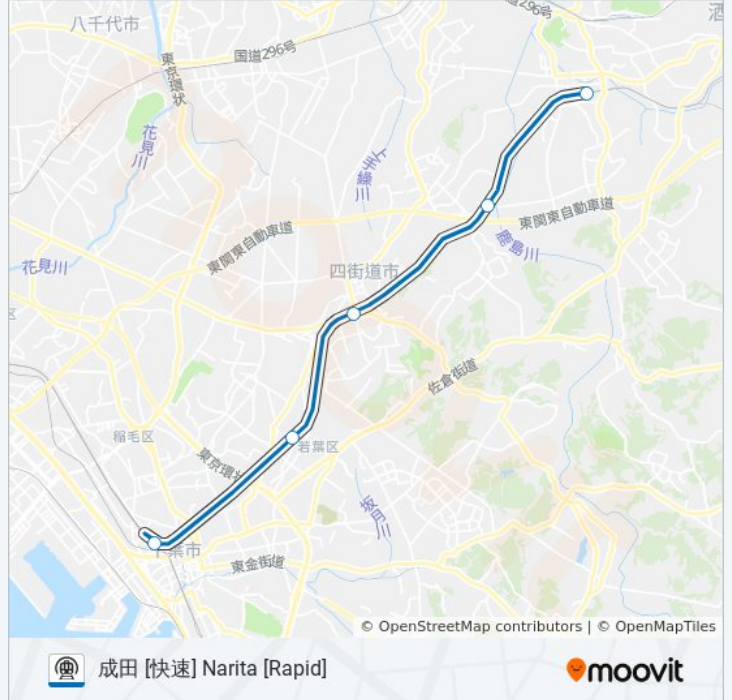 八千代市
国道296号
296号
酒
東京環状
花見川
上手繰川
東関東自動車道
東関東自動車道
鹿島川
花見川
四街道市
区
佐倉街道
稲毛区
若葉区
東京環状
坂月川
千葉市
東金街道
© OpenStreetMap contributors | © OpenMapTiles
成田 [快速] Narita [Rapid]
moovit